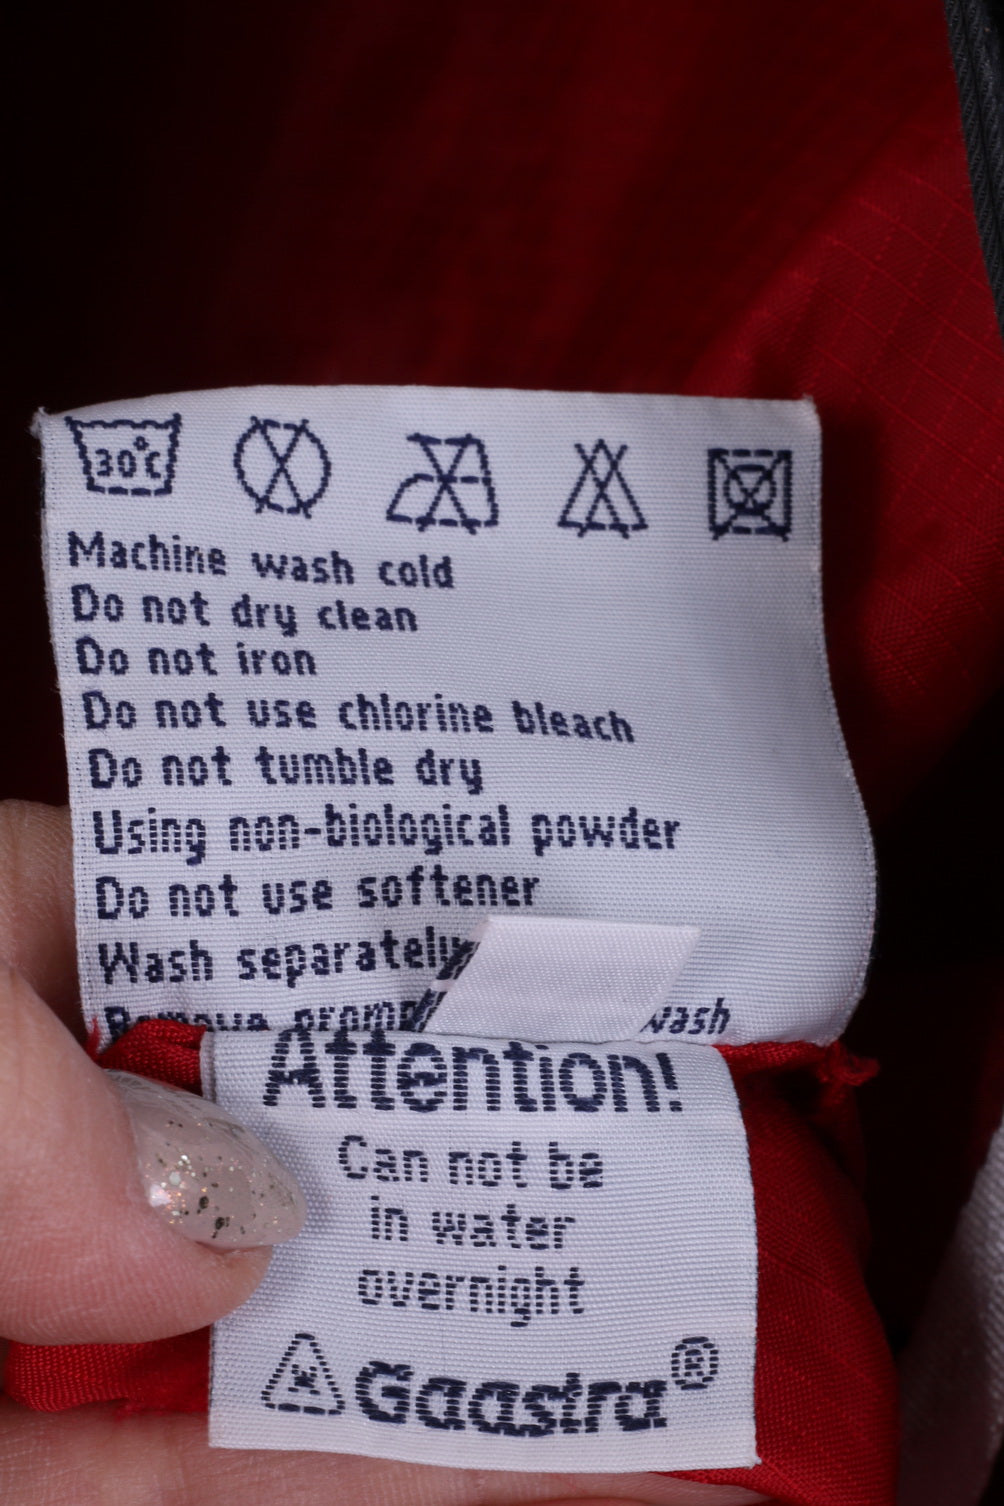 30°C
Machine wash cold
Do not dry clean
Do not iron
Do not use chlorine bleach
Do not tumble dry
Using non-biological powder
Do not use softener
Wash separately
Remove wash
Attention!
Can not be
in water
overnight
Gaastra®